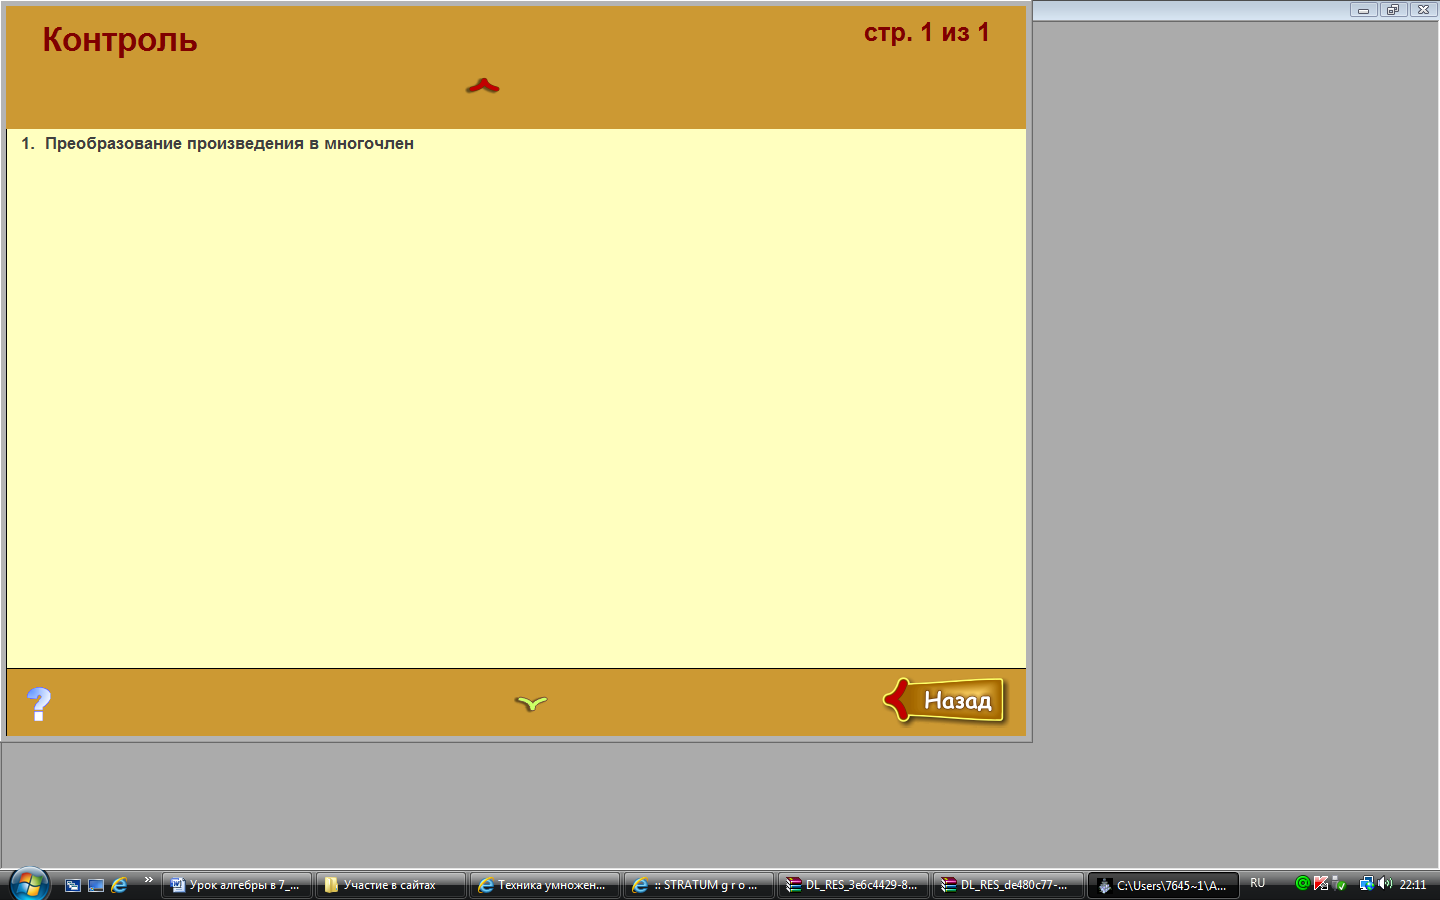 Контроль
стр. 1 из 1
1. Преобразование произведения в многочлен
Назад
Урок алгебры в 7_...
Участие в сайтах
Техника умножен...
:: STRATUM g r o ...
DL_RES_3e6c4429-8...
DL_RES_de480c77-...
C:\Users\7645~1\A...
RU
22:11